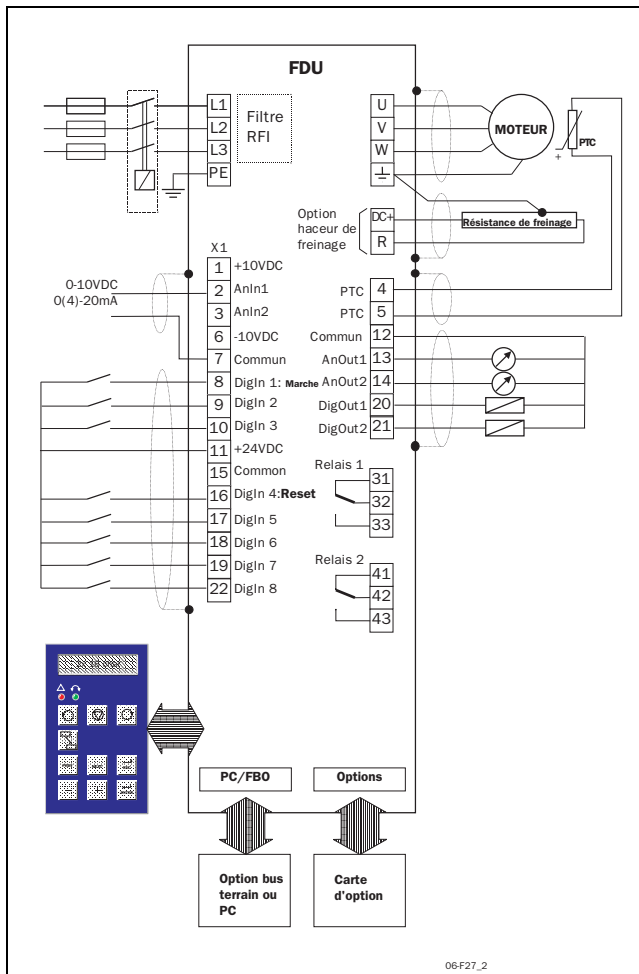 FDU
L1
L2
L3
PE
Filtre
RFI
U
V
W
MOTEUR
PTC
+
Option
haceur de
freinage
DC+
R
Résistance de freinage
X1
0-10VDC
0(4)-20mA
1 +10VDC
2 AnIn1
3 AnIn2
6 -10VDC
7 Commun
8 DigIn 1: Marche
9 DigIn 2
10 DigIn 3
11 +24VDC
15 Common
16 DigIn 4:Reset
17 DigIn 5
18 DigIn 6
19 DigIn 7
22 DigIn 8
PTC 4
PTC 5
Commun 12
AnOut1 13
AnOut2 14
DigOut1 20
DigOut2 21
Relais 1
31
32
33
Relais 2
41
42
43
PC/FBO
Options
Option bus
terrain ou
PC
Carte
d'option
06-F27_2